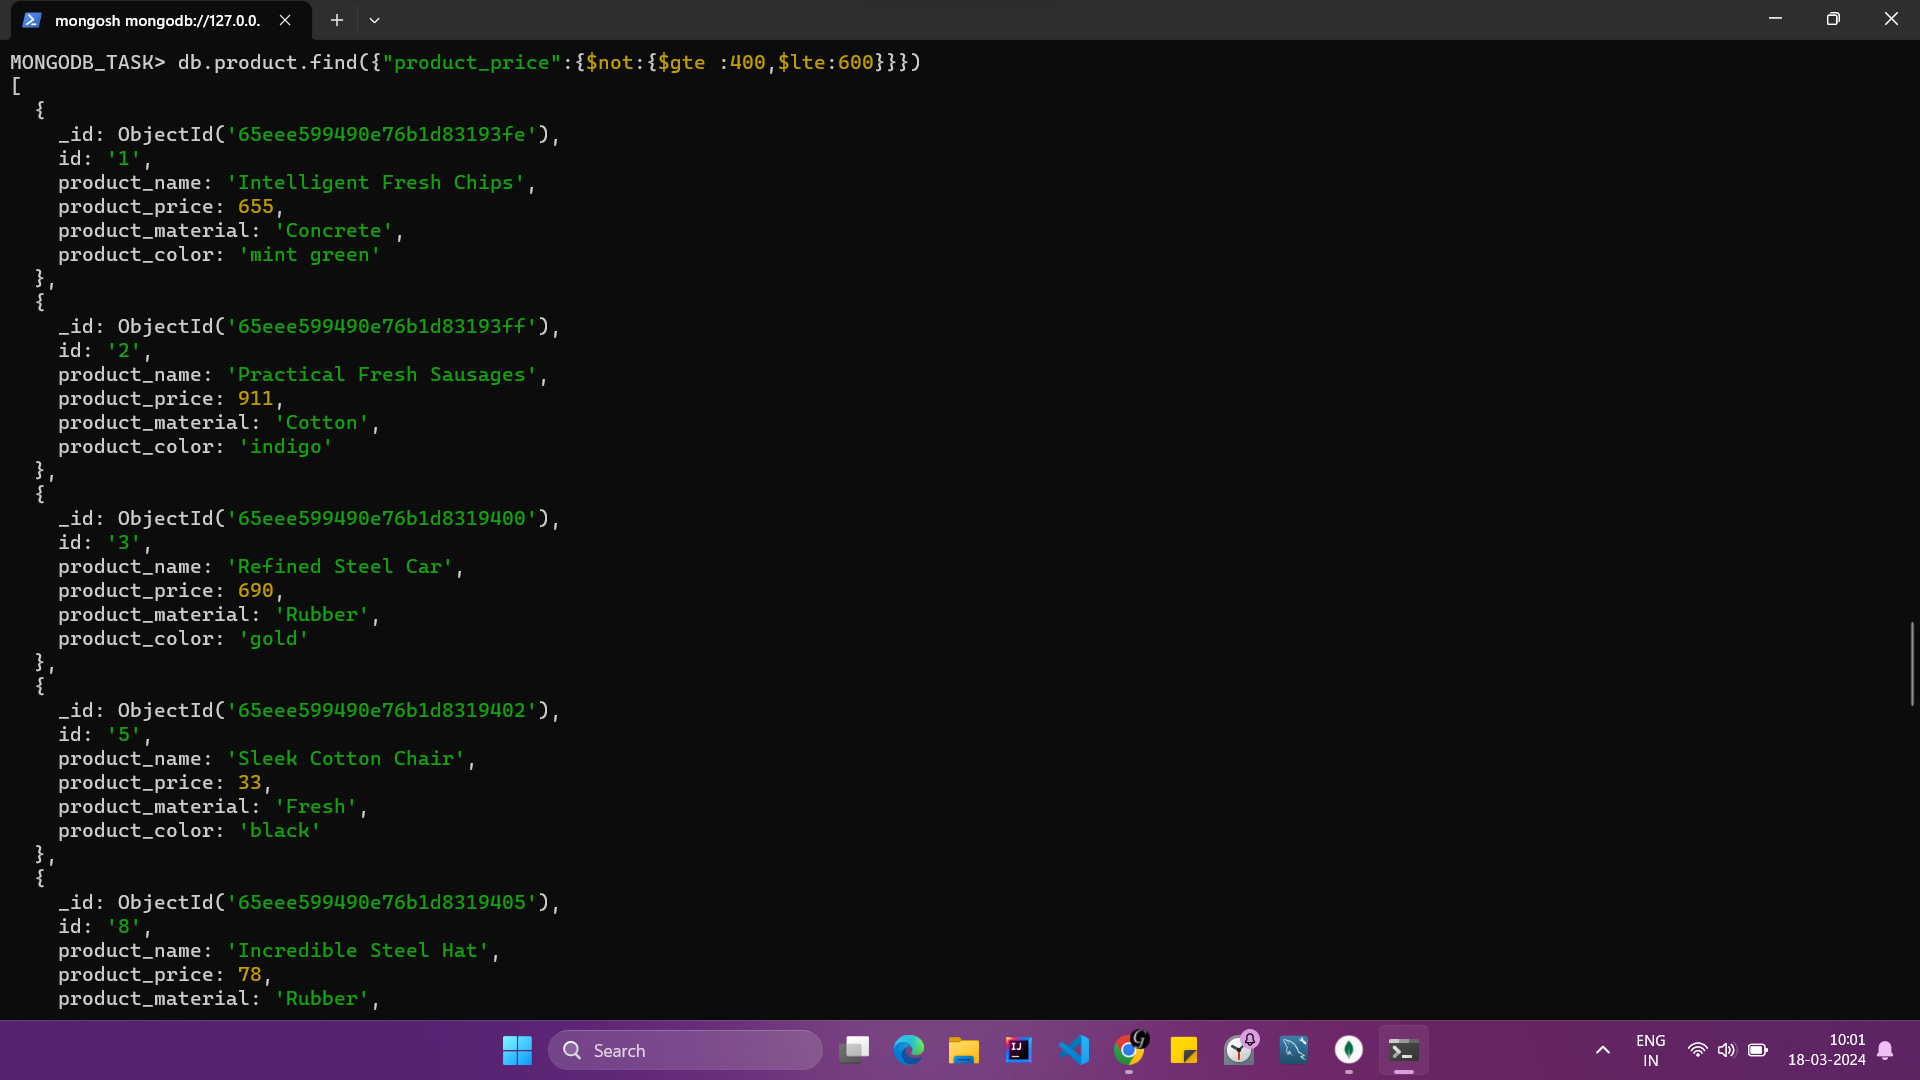 mongosh mongodb://127.0.0.
MONGODB_TASK> db.product.find({"product_price":{$not:{$gte :400,$lte:600}}})
[
  {
    _id: ObjectId('65eee599490e76b1d83193fe'),
    id: '1',
    product_name: 'Intelligent Fresh Chips',
    product_price: 655,
    product_material: 'Concrete',
    product_color: 'mint green'
  },
  {
    _id: ObjectId('65eee599490e76b1d83193ff'),
    id: '2',
    product_name: 'Practical Fresh Sausages',
    product_price: 911,
    product_material: 'Cotton',
    product_color: 'indigo'
  },
  {
    _id: ObjectId('65eee599490e76b1d8319400'),
    id: '3',
    product_name: 'Refined Steel Car',
    product_price: 690,
    product_material: 'Rubber',
    product_color: 'gold'
  },
  {
    _id: ObjectId('65eee599490e76b1d8319402'),
    id: '5',
    product_name: 'Sleek Cotton Chair',
    product_price: 33,
    product_material: 'Fresh',
    product_color: 'black'
  },
  {
    _id: ObjectId('65eee599490e76b1d8319405'),
    id: '8',
    product_name: 'Incredible Steel Hat',
    product_price: 78,
    product_material: 'Rubber',
Search
IJ
G
ENG
IN
10:01
18-03-2024